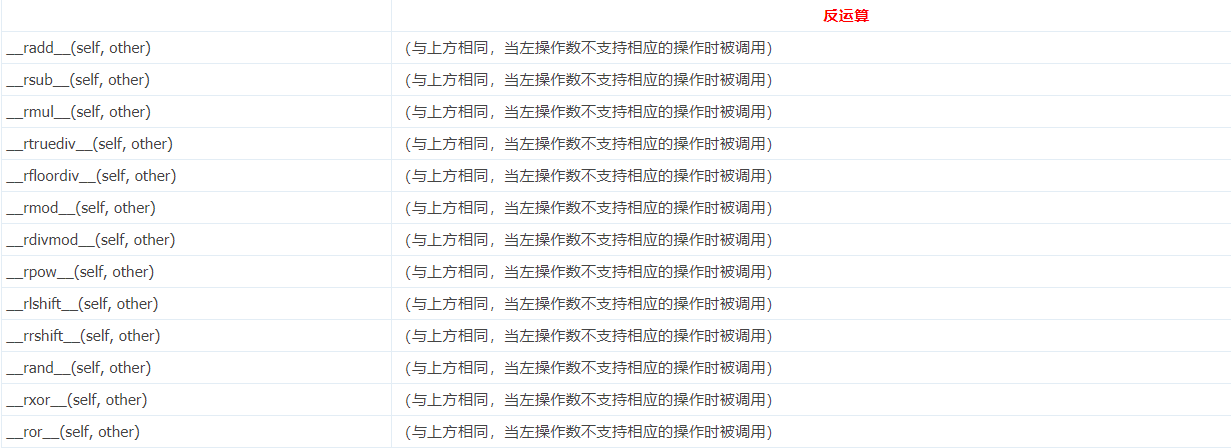 反运算
__radd__(self, other) (与上方相同，当左操作数不支持相应的操作时被调用)
__rsub__(self, other) (与上方相同，当左操作数不支持相应的操作时被调用)
__rmul__(self, other) (与上方相同，当左操作数不支持相应的操作时被调用)
__rtruediv__(self, other) (与上方相同，当左操作数不支持相应的操作时被调用)
__rfloordiv__(self, other) (与上方相同，当左操作数不支持相应的操作时被调用)
__rmod__(self, other) (与上方相同，当左操作数不支持相应的操作时被调用)
__rdivmod__(self, other) (与上方相同，当左操作数不支持相应的操作时被调用)
__rpow__(self, other) (与上方相同，当左操作数不支持相应的操作时被调用)
__rlshift__(self, other) (与上方相同，当左操作数不支持相应的操作时被调用)
__rrshift__(self, other) (与上方相同，当左操作数不支持相应的操作时被调用)
__rand__(self, other) (与上方相同，当左操作数不支持相应的操作时被调用)
__rxor__(self, other) (与上方相同，当左操作数不支持相应的操作时被调用)
__ror__(self, other) (与上方相同，当左操作数不支持相应的操作时被调用)